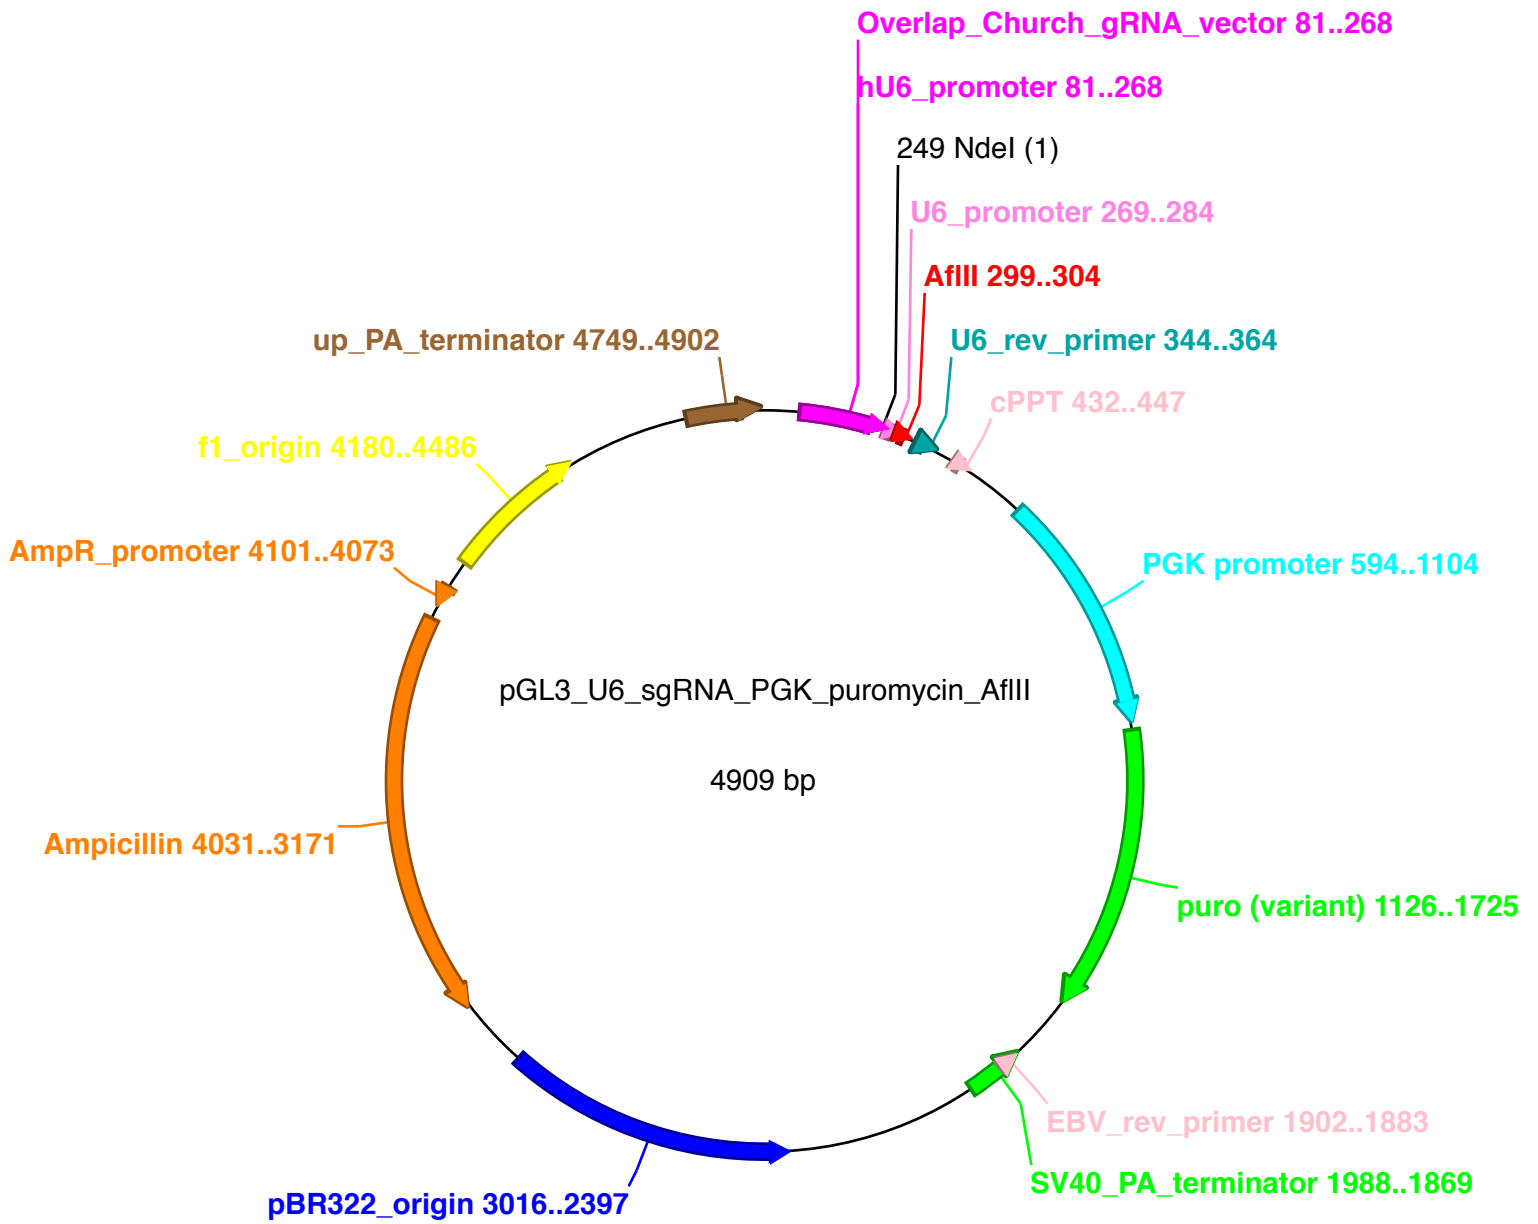 Overlap_Church_gRNA_vector 81..268
hU6_promoter 81..268
249 NdeI (1)
U6_promoter 269..284
AflII 299..304
up_PA_terminator 4749..4902
U6_rev_primer 344..364
cPPT 432..447
f1_origin 4180..4486
AmpR_promoter 4101..4073
PGK promoter 594..1104
pGL3_U6_sgRNA_PGK_puromycin_AflII
4909 bp
Ampicillin 4031..3171
puro (variant) 1126..1725
EBV_rev_primer 1902..1883
SV40_PA_terminator 1988..1869
pBR322_origin 3016..2397